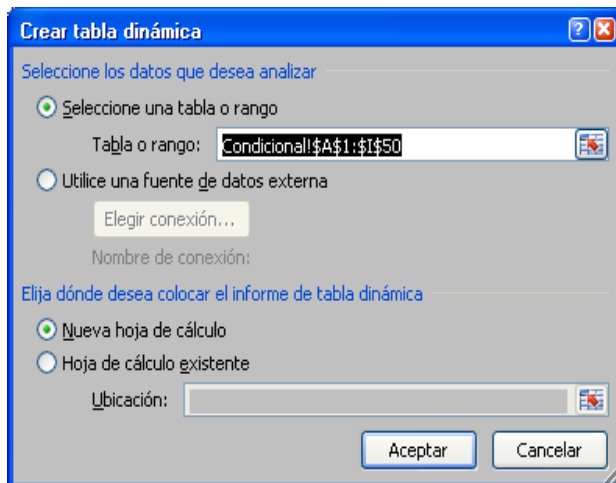 Crear tabla dinámica
Seleccione los datos que desea analizar
Seleccione una tabla o rango
Tabla o rango: Condicional!$A$1:$I$50
Utilice una fuente de datos externa
Elegir conexión...
Nombre de conexión:
Elija dónde desea colocar el informe de tabla dinámica
Nueva hoja de cálculo
Hoja de cálculo existente
Ubicación:
Aceptar Cancelar